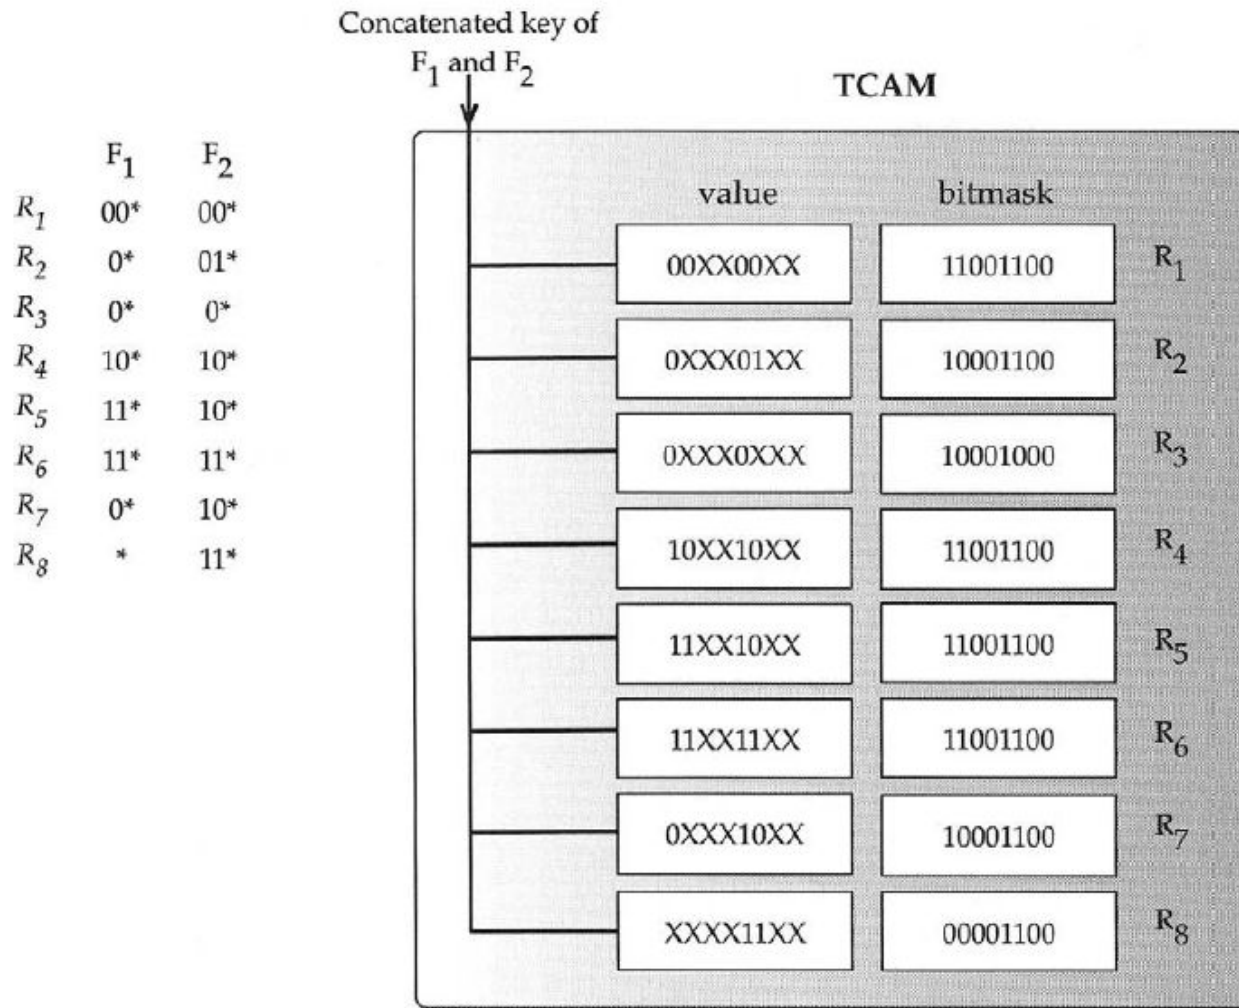 Concatenated key of
F1 and F2
TCAM
F1 F2
R1 00* 00*
R2 0* 01*
R3 0* 0*
R4 10* 10*
R5 11* 10*
R6 11* 11*
R7 0* 10*
R8 * 11*
value bitmask
00XX00XX 11001100 R1
0XXX01XX 10001100 R2
0XXX0XXX 10001000 R3
10XX10XX 11001100 R4
11XX10XX 11001100 R5
11XX11XX 11001100 R6
0XXX10XX 10001100 R7
XXXX11XX 00001100 R8